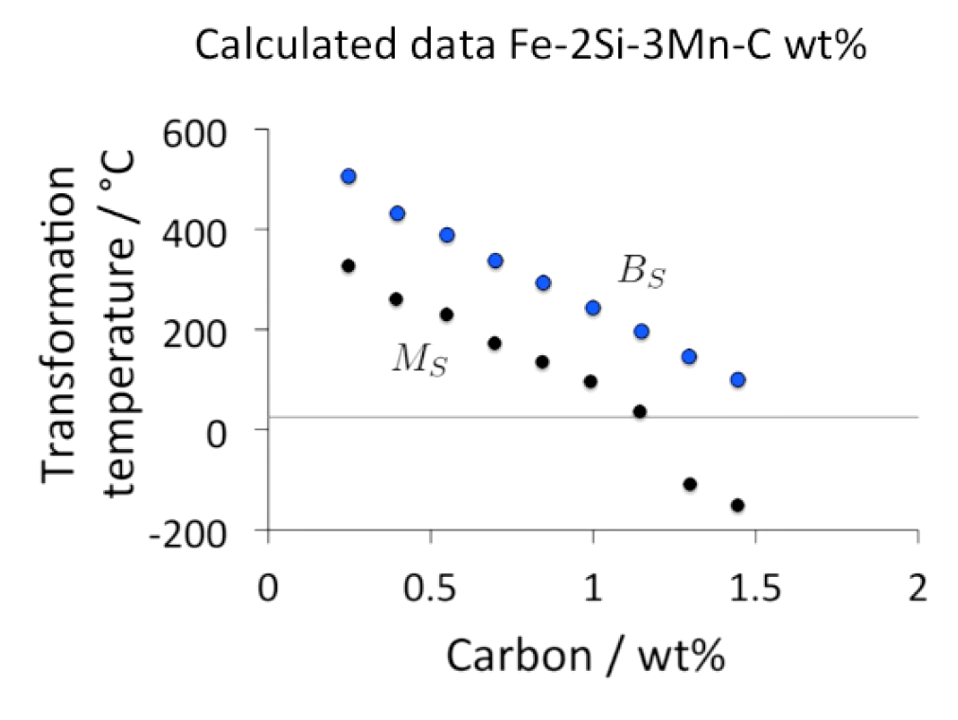 Calculated data Fe-2Si-3Mn-C wt%
Transformation
temperature / °C
600
400
200
0
-200
B_S
M_S
0 0.5 1 1.5 2
Carbon / wt%